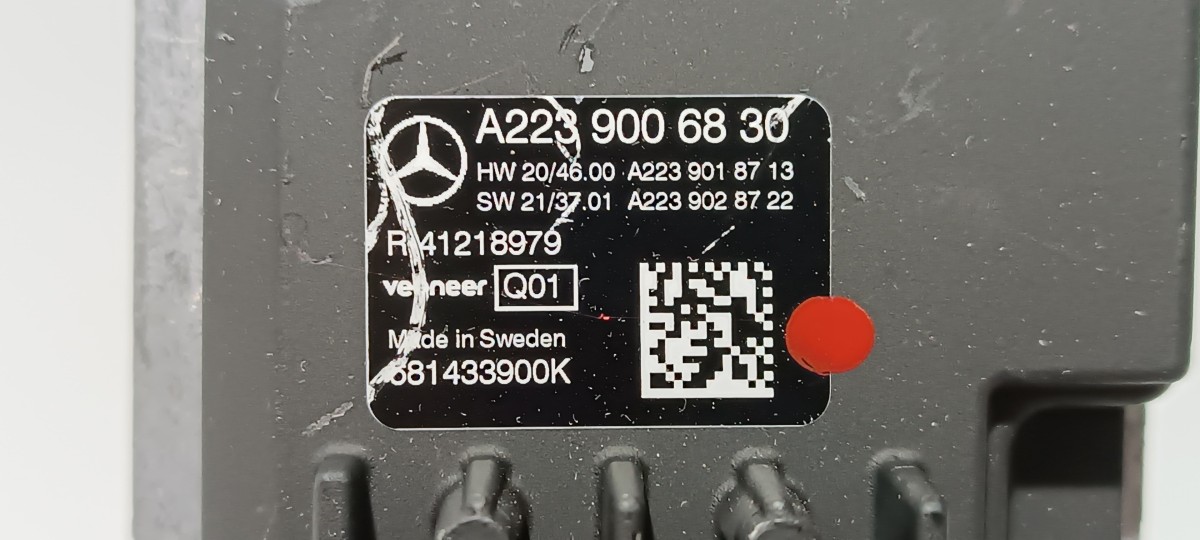 A223 900 68 30
HW 20/46.00 A223 901 87 13
SW 21/37.01 A223 902 87 22
R 41218979
veoneer Q01
Made in Sweden
681433900K